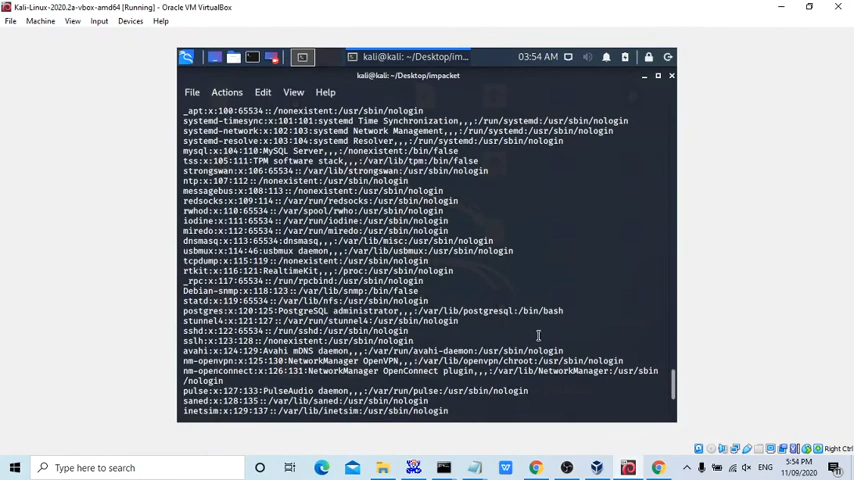 Kali-Linux-2020.2a-vbox-amd64 [Running] - Oracle VM VirtualBox
File Machine View Input Devices Help
kali@kali: ~/Desktop/im... 03:54 AM
kali@kali: ~/Desktop/impacket
File Actions Edit View Help
_apt:x:100:65534::/nonexistent:/usr/sbin/nologin
systemd-timesync:x:101:101:systemd Time Synchronization,,,:/run/systemd:/usr/sbin/nologin
systemd-network:x:102:103:systemd Network Management,,,:/run/systemd:/usr/sbin/nologin
systemd-resolve:x:103:104:systemd Resolver,,,:/run/systemd:/usr/sbin/nologin
mysql:x:104:110:MySQL Server,,,:/nonexistent:/bin/false
tss:x:105:111:TPM software stack,,,:/var/lib/tpm:/bin/false
strongswan:x:106:65534::/var/lib/strongswan:/usr/sbin/nologin
ntp:x:107:112::/nonexistent:/usr/sbin/nologin
messagebus:x:108:113::/nonexistent:/usr/sbin/nologin
redsocks:x:109:114::/var/run/redsocks:/usr/sbin/nologin
rwhod:x:110:65534::/var/spool/rwho:/usr/sbin/nologin
iodine:x:111:65534::/var/run/iodine:/usr/sbin/nologin
miredo:x:112:65534::/var/run/miredo:/usr/sbin/nologin
dnsmasq:x:113:65534:dnsmasq,,,:/var/lib/misc:/usr/sbin/nologin
usbmux:x:114:46:usbmux daemon,,,:/var/lib/usbmux:/usr/sbin/nologin
tcpdump:x:115:119::/nonexistent:/usr/sbin/nologin
rtkit:x:116:121:RealtimeKit,,,:/proc:/usr/sbin/nologin
_rpc:x:117:65534::/run/rpcbind:/usr/sbin/nologin
Debian-snmp:x:118:123::/var/lib/snmp:/bin/false
statd:x:119:65534::/var/lib/nfs:/usr/sbin/nologin
postgres:x:120:125:PostgreSQL administrator,,,:/var/lib/postgresql:/bin/bash
stunnel4:x:121:127::/var/run/stunnel4:/usr/sbin/nologin
sshd:x:122:65534::/run/sshd:/usr/sbin/nologin
sslh:x:123:128::/nonexistent:/usr/sbin/nologin
avahi:x:124:129:Avahi mDNS daemon,,,:/var/run/avahi-daemon:/usr/sbin/nologin
nm-openvpn:x:125:130:NetworkManager OpenVPN,,,:/var/lib/openvpn/chroot:/usr/sbin/nologin
nm-openconnect:x:126:131:NetworkManager OpenConnect plugin,,,:/var/lib/NetworkManager:/usr/sbin
/nologin
pulse:x:127:133:PulseAudio daemon,,,:/var/run/pulse:/usr/sbin/nologin
saned:x:128:135::/var/lib/saned:/usr/sbin/nologin
inetsim:x:129:137::/var/lib/inetsim:/usr/sbin/nologin
Right Ctrl
Type here to search
ENG
5:54 PM
11/09/2020